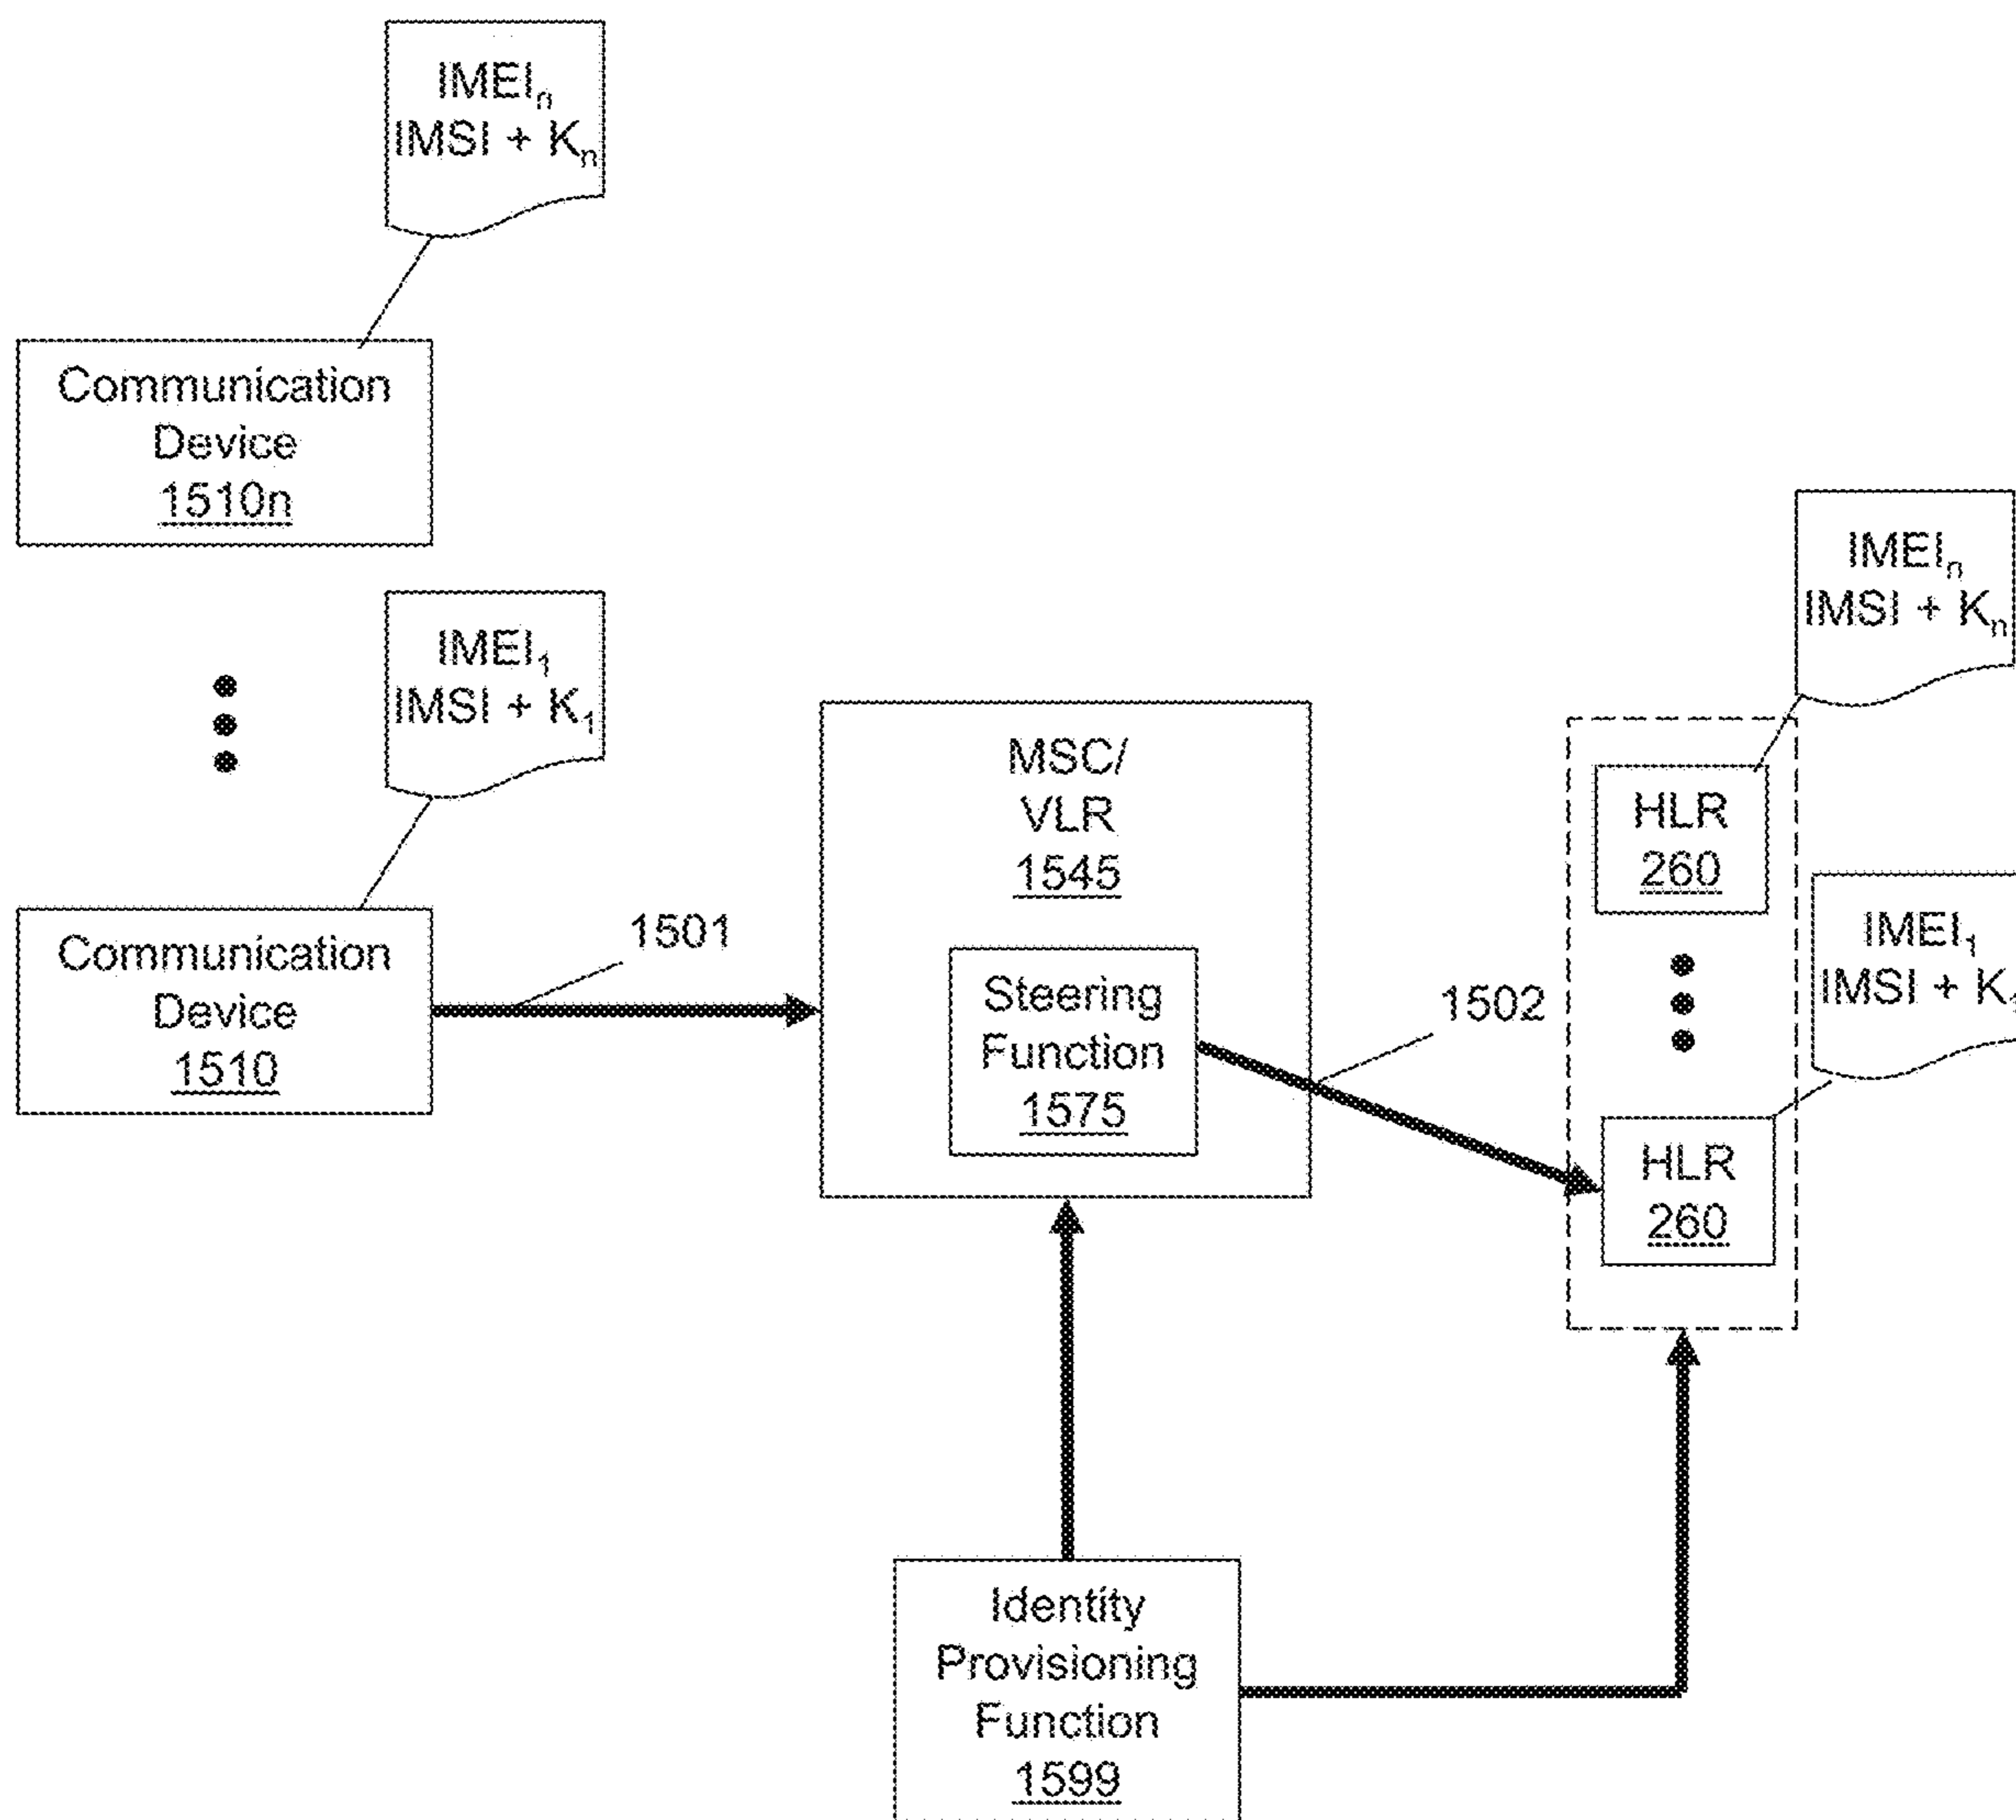 IMEIₙ
IMSI + Kₙ
Communication
Device
1510n
IMEI₁
IMSI + K₁
Communication
Device
1510
1501
MSC/
VLR
1545
Steering
Function
1575
1502
IMEIₙ
IMSI + Kₙ
HLR
260
IMEI₁
IMSI + K₁
HLR
260
Identity
Provisioning
Function
1599